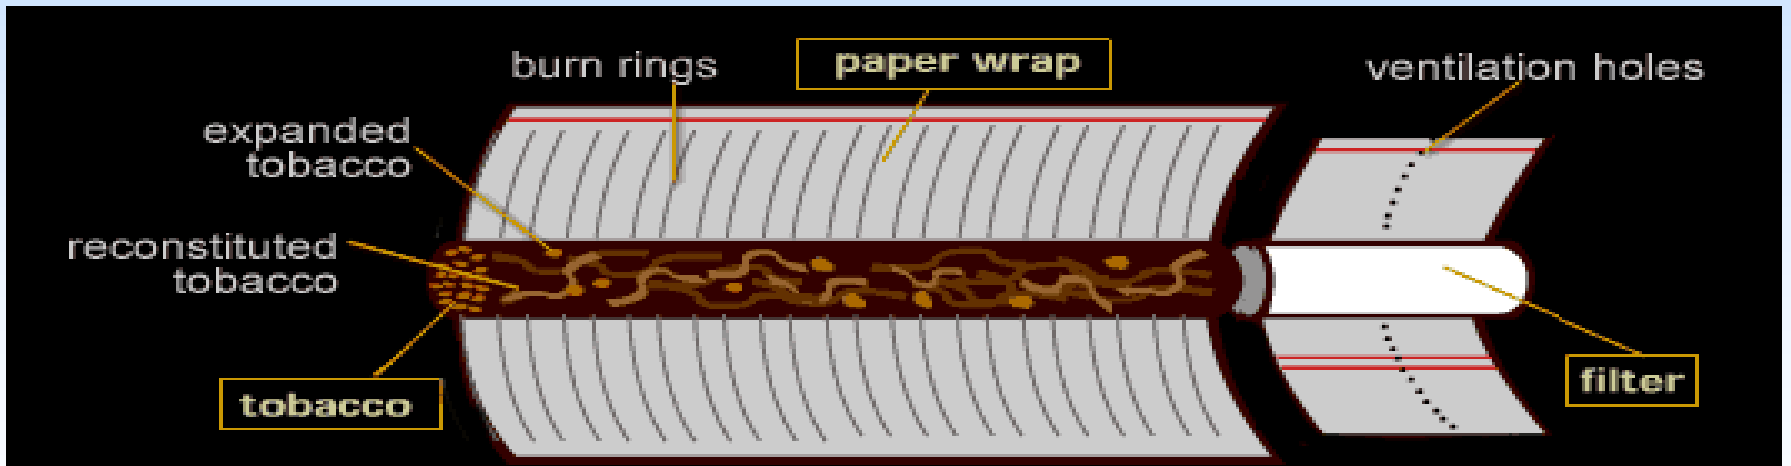 burn rings
paper wrap
ventilation holes
expanded
tobacco
reconstituted
tobacco
tobacco
filter